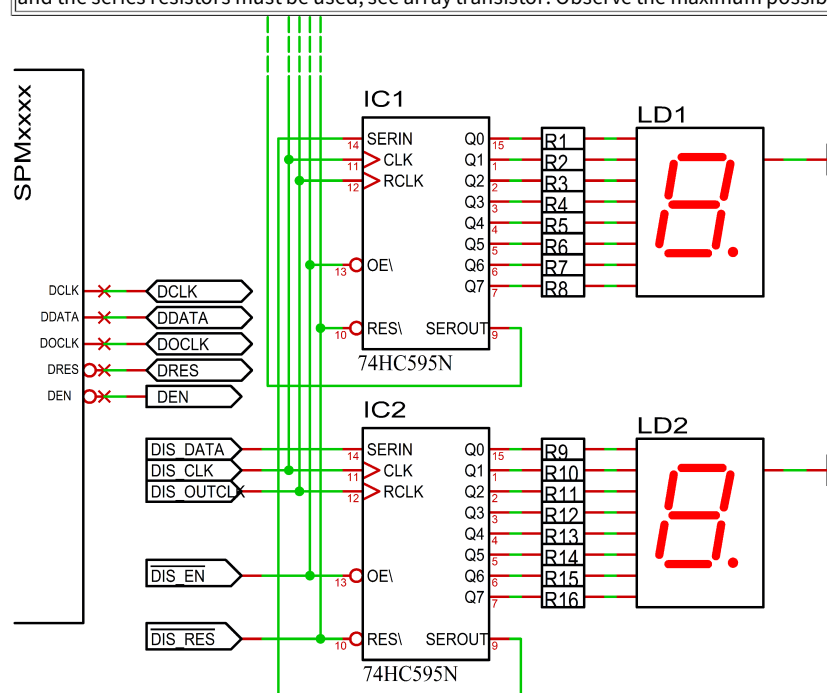 and the series resistors must be used, see array transistor. Observe the maximum possib
SPMxxxx
DCLK
DDATA
DOCLK
DRES
DEN
DCLK
DDATA
DOCLK
DRES
DEN
IC1
14 SERIN
11 CLK
12 RCLK
13 OE\
10 RES\
Q0 15
Q1 1
Q2 2
Q3 3
Q4 4
Q5 5
Q6 6
Q7 7
SEROUT 9
74HC595N
R1
R2
R3
R4
R5
R6
R7
R8
LD1
8.
DIS_DATA
DIS_CLK
DIS_OUTCLK
DIS_EN
DIS_RES
IC2
14 SERIN
11 CLK
12 RCLK
13 OE\
10 RES\
Q0 15
Q1 1
Q2 2
Q3 3
Q4 4
Q5 5
Q6 6
Q7 7
SEROUT 9
74HC595N
R9
R10
R11
R12
R13
R14
R15
R16
LD2
8.